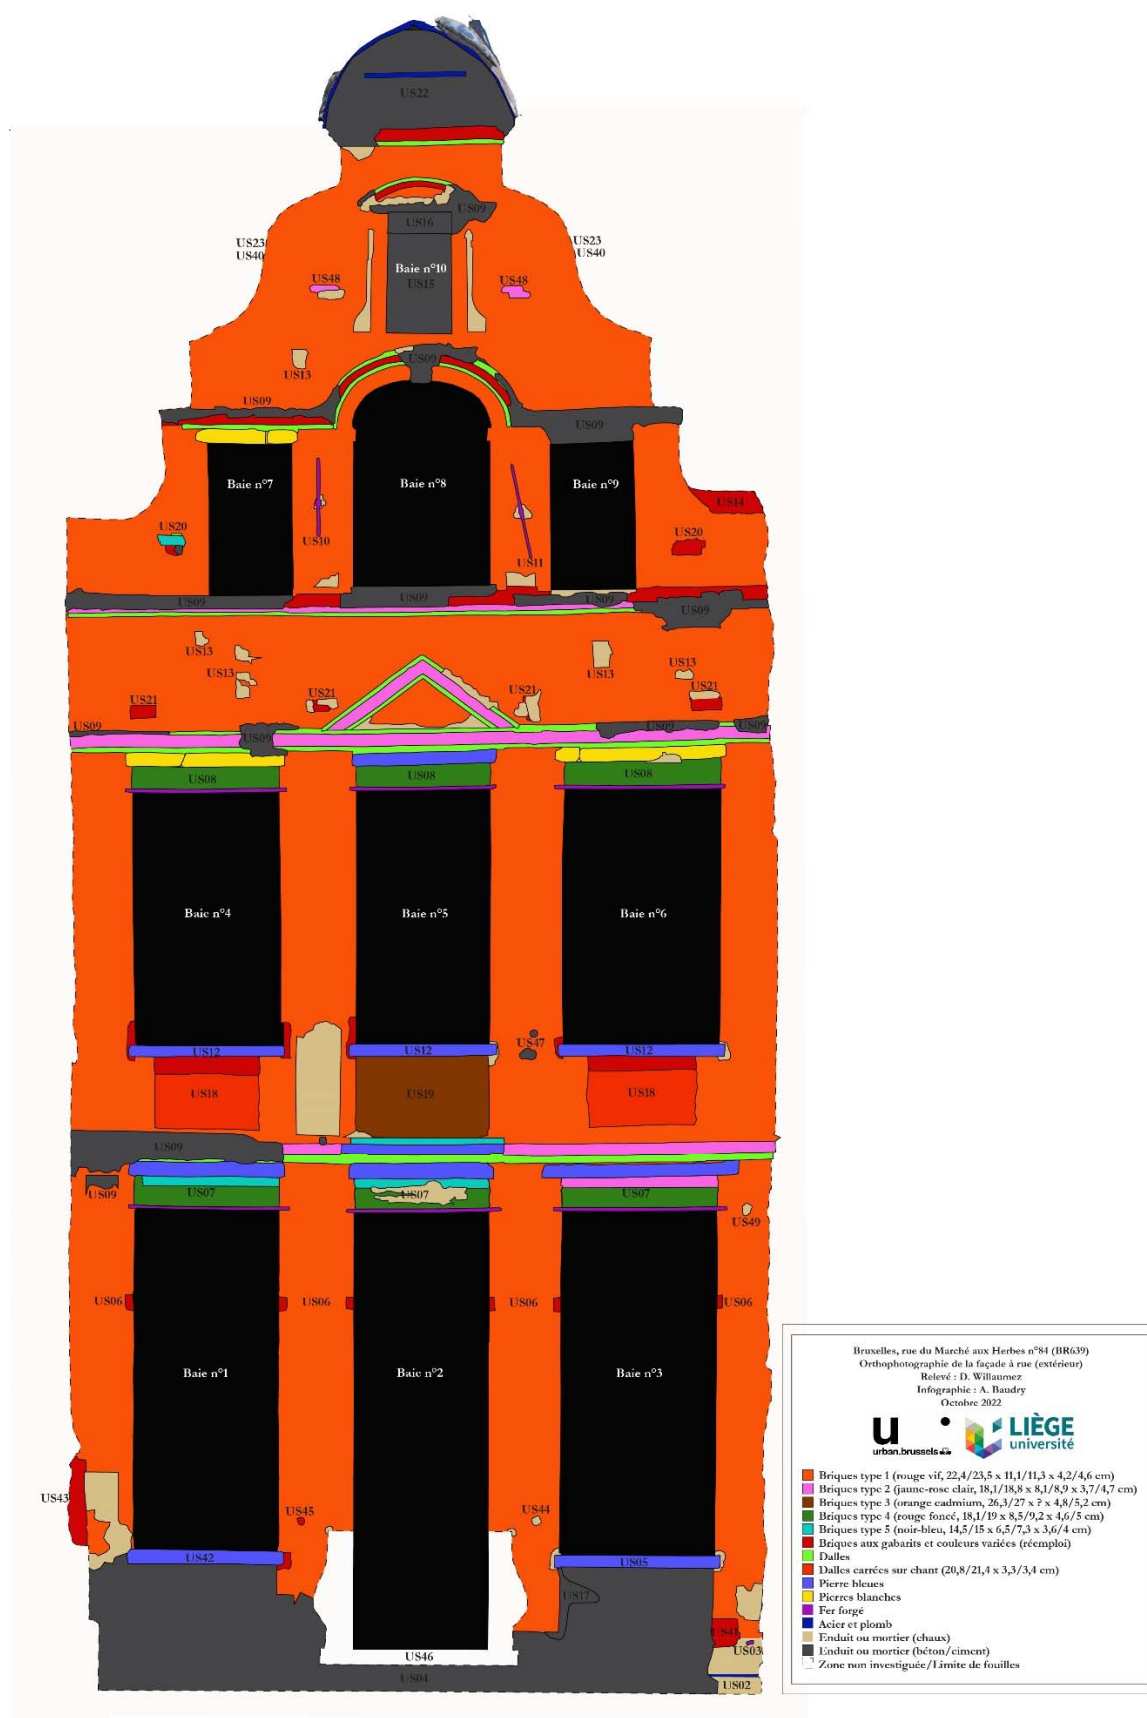 US22
US09
US16
US23
US40
US23
US40
Baie n°10
US15
US48
US48
US09
US13
US09
US09
Baie n°7
Baie n°8
Baie n°9
US14
US20
US20
US10
US11
US09
US09
US09
US09
US13
US13
US13
US13
US21
US21
US21
US21
US09
US09
US09
US09
US08
US08
US08
Baie n°4
Baie n°5
Baie n°6
US47
US12
US12
US12
US18
US19
US18
US09
US09
US07
US07
US07
US49
US06
US06
US06
US06
Baie n°1
Baie n°2
Baie n°3
US43
US45
US44
US42
US05
US17
US41
US03
US46
US04
US02
Bruxelles, rue du Marché aux Herbes n°84 (BR639)
Orthophotographie de la façade à rue (extérieur)
Relevé : D. Willaumez
Infographie : A. Baudry
Octobre 2022
u
urban.brussels
LIÈGE
université
Briques type 1 (rouge vif, 22,4/23,5 x 11,1/11,3 x 4,2/4,6 cm)
Briques type 2 (jaune-rose clair, 18,1/18,8 x 8,1/8,9 x 3,7/4,7 cm)
Briques type 3 (orange cadmium, 26,3/27 x ? x 4,8/5,2 cm)
Briques type 4 (rouge foncé, 18,1/19 x 8,5/9,2 x 4,6/5 cm)
Briques type 5 (noir-bleu, 14,5/15 x 6,5/7,3 x 3,6/4 cm)
Briques aux gabarits et couleurs variées (réemploi)
Dalles
Dalles carrées sur chant (20,8/21,4 x 3,3/3,4 cm)
Pierre bleues
Pierres blanches
Fer forgé
Acier et plomb
Enduit ou mortier (chaux)
Enduit ou mortier (béton/ciment)
Zone non investiguée/Limite de fouilles